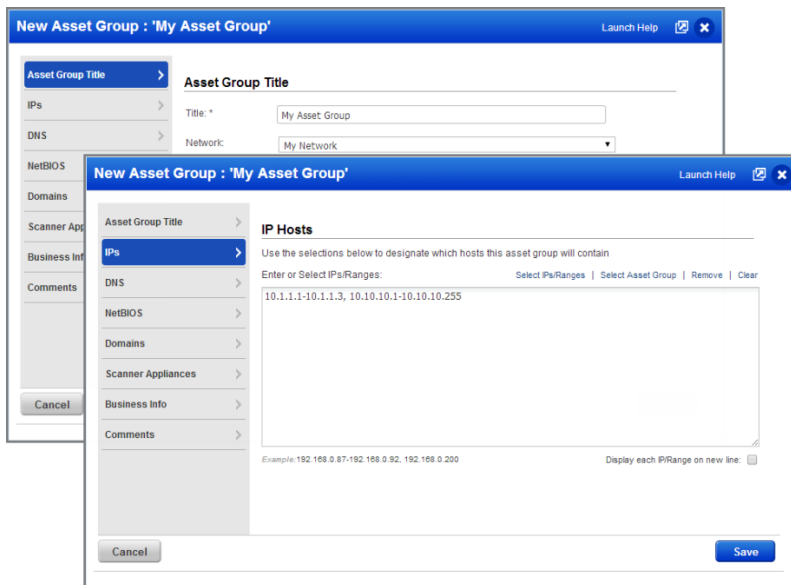 New Asset Group : 'My Asset Group'
Launch Help
Asset Group Title
IPs
DNS
NetBIOS
Domains
Scanner App
Business Inf
Comments
Cancel
Asset Group Title
Title: *
My Asset Group
Network:
My Network
New Asset Group : 'My Asset Group'
Launch Help
Asset Group Title
IPs
DNS
NetBIOS
Domains
Scanner Appliances
Business Info
Comments
IP Hosts
Use the selections below to designate which hosts this asset group will contain
Enter or Select IPs/Ranges:
Select IPs/Ranges | Select Asset Group | Remove | Clear
10.1.1.1-10.1.1.3, 10.10.10.1-10.10.10.255
Example:192.168.0.87-192.168.0.92, 192.168.0.200
Display each IP/Range on new line:
Cancel
Save